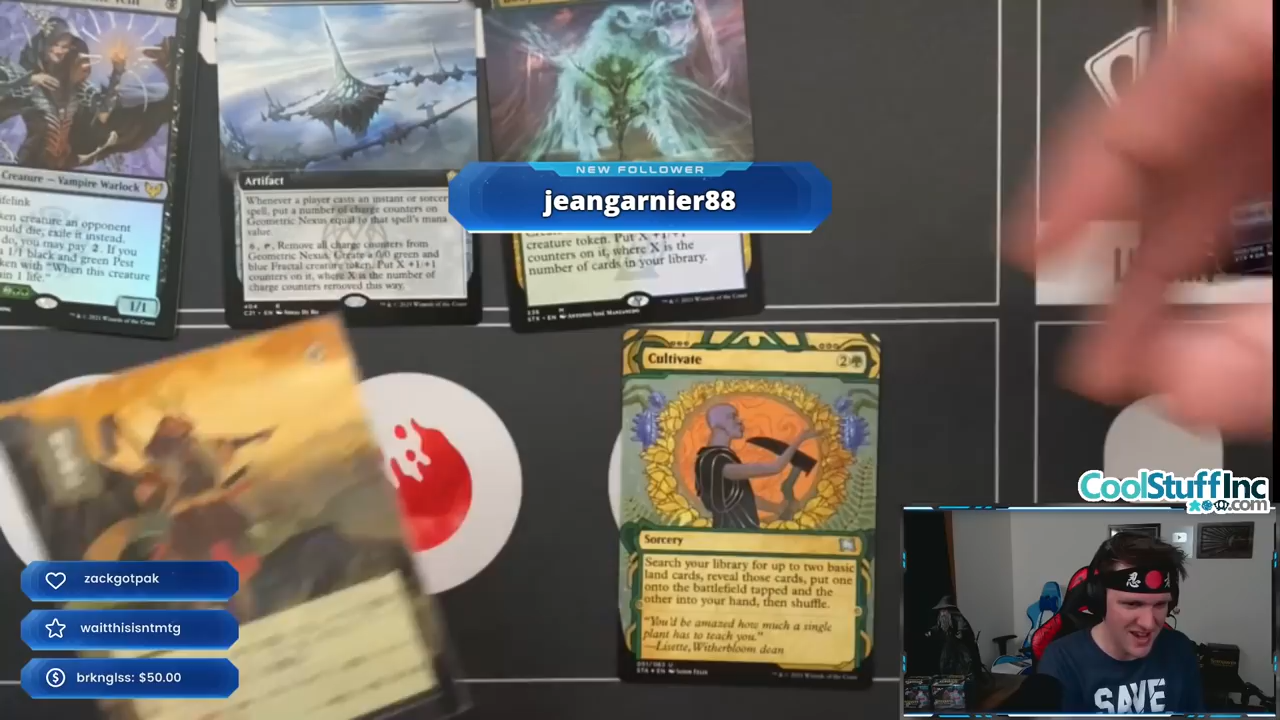 Creature — Vampire Warlock
ifelink
ken creature an opponent
ould die, exile it instead.
do, you may pay 2. If you
a 1/1 black and green Pest
ken with "When this creature
ain 1 life."
1/1
Artifact
Whenever a player casts an instant or sorcery
spell, put a number of charge counters on
Geometric Nexus equal to that spell's mana
value.
6, T, Remove all charge counters from
Geometric Nexus: Create a 0/0 green and
blue Fractal creature token. Put X +1/+1
counters on it, where X is the number of
charge counters removed this way.
NEW FOLLOWER
jeangarnier88
creature token. Put X +1/+1
counters on it, where X is the
number of cards in your library.
Cultivate
2
Sorcery
Search your library for up to two basic
land cards, reveal those cards, put one
onto the battlefield tapped and the
other into your hand, then shuffle.
"You'd be amazed how much a single
plant has to teach you."
—Lisette, Witherbloom dean
CoolStuffInc
.com
忍
者
SAVE
zackgotpak
waitthisisntmtg
brknglss: $50.00